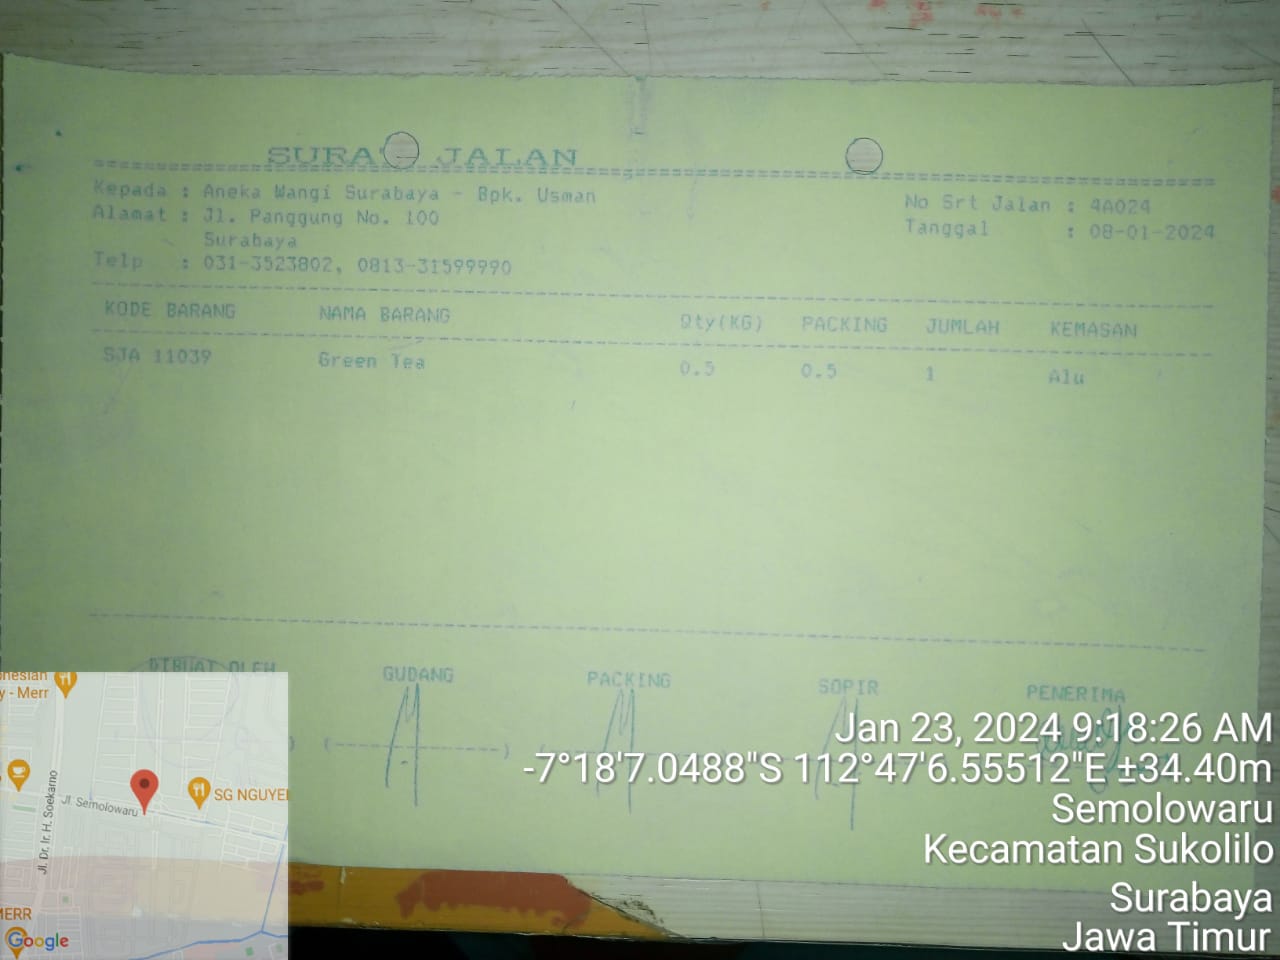 SURAT JALAN
Kepada : Aneka Wangi Surabaya - Bpk. Usman
Alamat : Jl. Panggung No. 100
Surabaya
Telp : 031-3523802, 0813-31599990
No Srt Jalan : 4A024
Tanggal : 08-01-2024
KODE BARANG NAMA BARANG Qty(KG) PACKING JUMLAH KEMASAN
SJA 11039 Green Tea 0.5 0.5 1 Alu
DIBUAT OLEH GUDANG PACKING SOPIR PENERIMA
Jan 23, 2024 9:18:26 AM
-7°18'7.0488"S 112°47'6.55512"E ±34.40m
Semolowaru
Kecamatan Sukolilo
Surabaya
Jawa Timur
nesian
y - Merr
Jl. Dr. Ir. H. Soekarno
Jl. Semolowaru
SG NGUYEN
MERR
Google